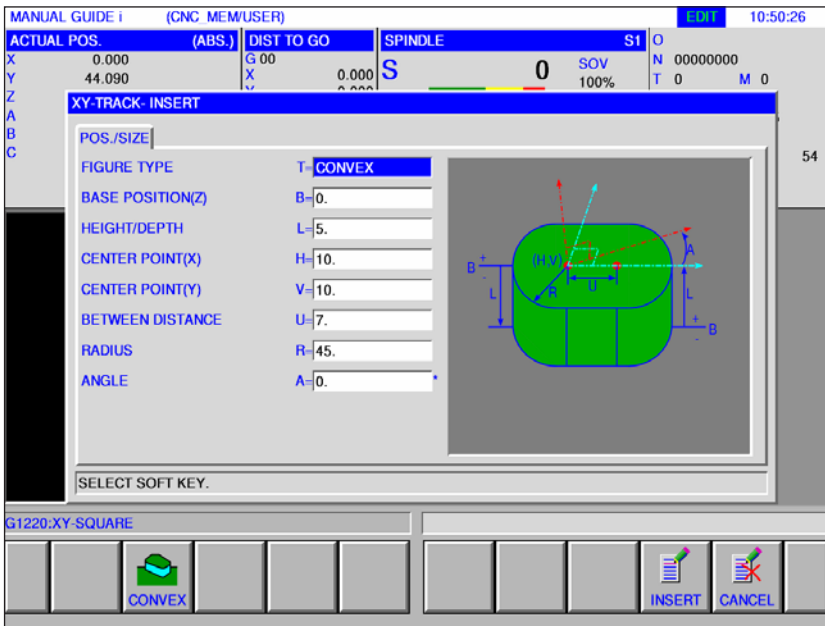 MANUAL GUIDE i (CNC_MEM/USER) EDIT 10:50:26
ACTUAL POS. (ABS.) DIST TO GO SPINDLE S1 O
X 0.000 G 00 S 0 SOV N 00000000
Y 44.090 X 0.000 100% T 0 M 0
Z
A
B
C 54
XY-TRACK- INSERT
POS./SIZE
FIGURE TYPE T= CONVEX
BASE POSITION(Z) B= 0.
HEIGHT/DEPTH L= 5.
CENTER POINT(X) H= 10.
CENTER POINT(Y) V= 10.
BETWEEN DISTANCE U= 7.
RADIUS R= 45.
ANGLE A= 0. *
(H,V) A
B + -
R U
L L
+ - B
SELECT SOFT KEY.
G1220:XY-SQUARE
CONVEX INSERT CANCEL